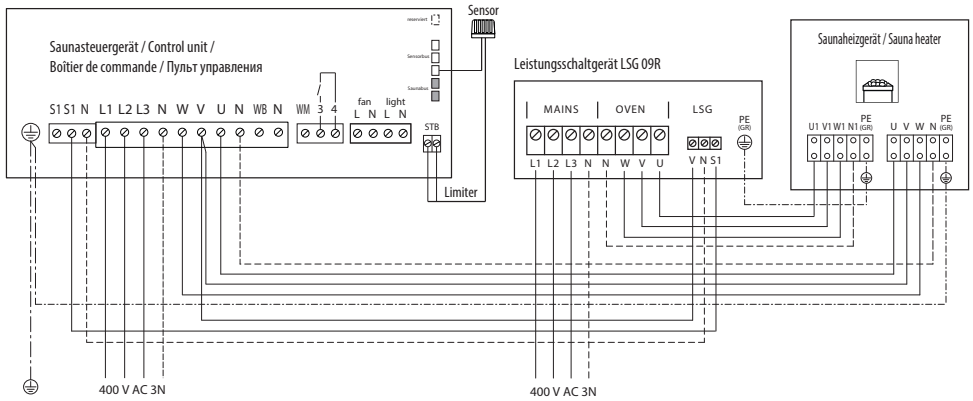 reserviert
Sensor
Saunasteuergerät / Control unit /
Boîtier de commande / Пульт управления
Sensorbus
Saunabus
S1 S1 N L1 L2 L3 N W V U N WB N WM 3 4
fan light
L N L N
STB
Limiter
400 V AC 3N
Leistungsschaltgerät LSG 09R
MAINS OVEN LSG
PE
(GR)
L1 L2 L3 N N W V U V N S1
400 V AC 3N
Saunaheizgerät / Sauna heater
U1 V1 W1 N1 PE
(GR)
U V W N PE
(GR)